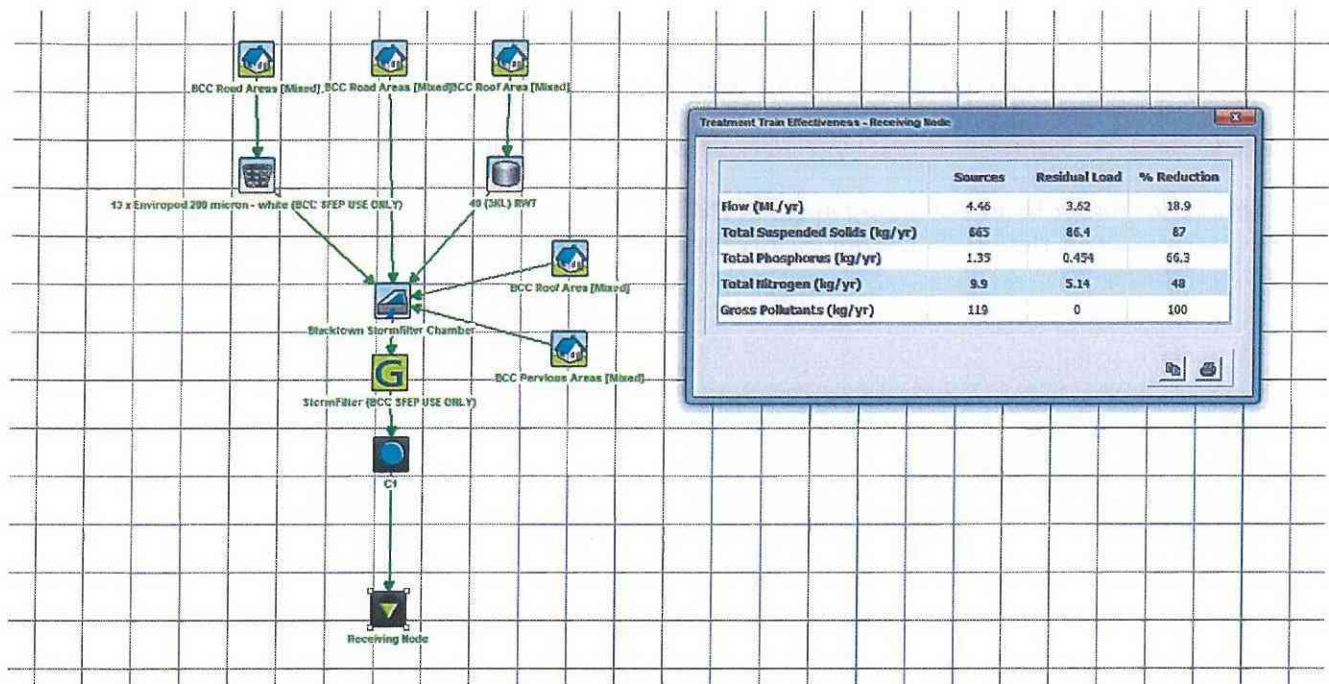 BCC Road Areas [Mixed]
BCC Road Areas [Mixed]
BCC Roof Area [Mixed]
13 x Enviropod 200 micron - white (BCC SFEP USE ONLY)
40 (3KL) RWT
BCC Roof Area [Mixed]
Blacktown Stormfilter Chamber
BCC Pervious Areas [Mixed]
G
StormFilter (BCC SFEP USE ONLY)
C1
Receiving Node
Treatment Train Effectiveness - Receiving Node
x
Sources Residual Load % Reduction
Flow (ML/yr) 4.46 3.62 18.9
Total Suspended Solids (kg/yr) 665 86.4 87
Total Phosphorus (kg/yr) 1.35 0.454 66.3
Total Nitrogen (kg/yr) 9.9 5.14 48
Gross Pollutants (kg/yr) 119 0 100